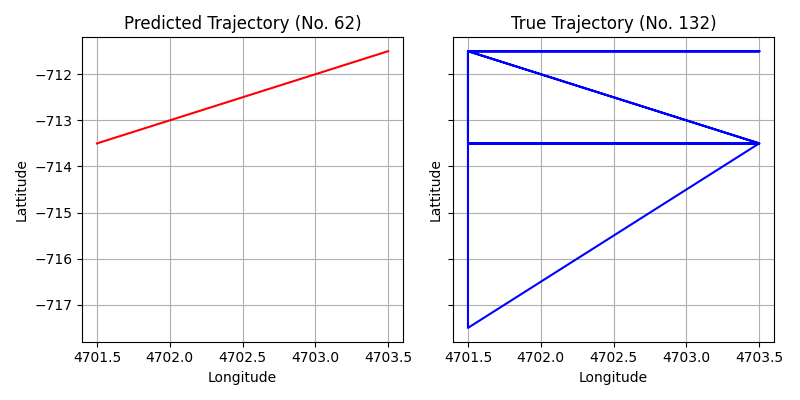 Predicted Trajectory (No. 62)
True Trajectory (No. 132)
−712
−713
−714
−715
−716
−717
Lattitude
Lattitude
4701.5 4702.0 4702.5 4703.0 4703.5
4701.5 4702.0 4702.5 4703.0 4703.5
Longitude
Longitude